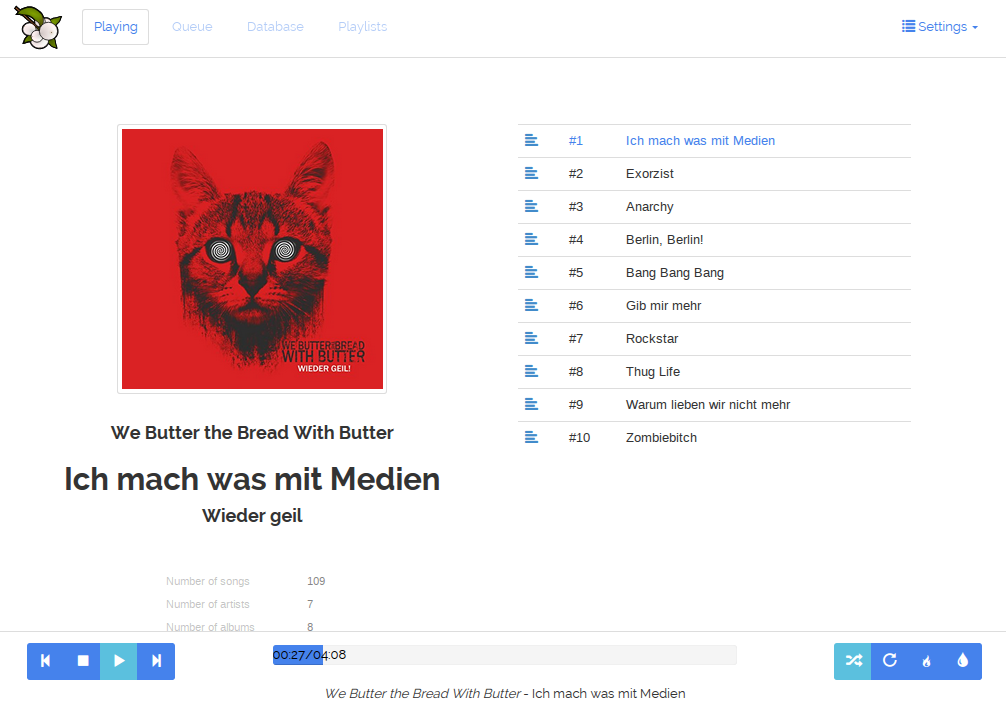 Playing Queue Database Playlists Settings
WE BUTTER THE BREAD
WITH BUTTER
WIEDER GEIL!
We Butter the Bread With Butter
Ich mach was mit Medien
Wieder geil
Number of songs 109
Number of artists 7
Number of albums 8
#1 Ich mach was mit Medien
#2 Exorzist
#3 Anarchy
#4 Berlin, Berlin!
#5 Bang Bang Bang
#6 Gib mir mehr
#7 Rockstar
#8 Thug Life
#9 Warum lieben wir nicht mehr
#10 Zombiebitch
00:27/04:08
We Butter the Bread With Butter - Ich mach was mit Medien